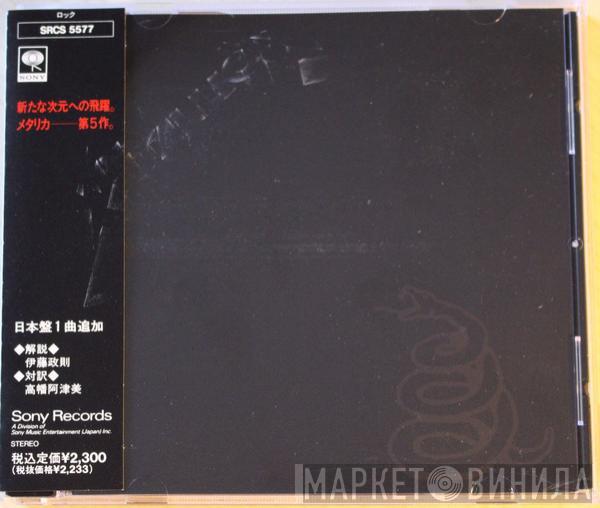 ロック
SRCS 5577
SONY
新たな次元への飛躍。
メタリカ——第5作。
日本盤1曲追加
◆解説◆
伊藤政則
◆対訳◆
高幡阿津美
Sony Records
A Division of
Sony Music Entertainment (Japan) Inc.
STEREO
税込定価¥2,300
(税抜価格¥2,233)
МАРКЕТ ВИНИЛА